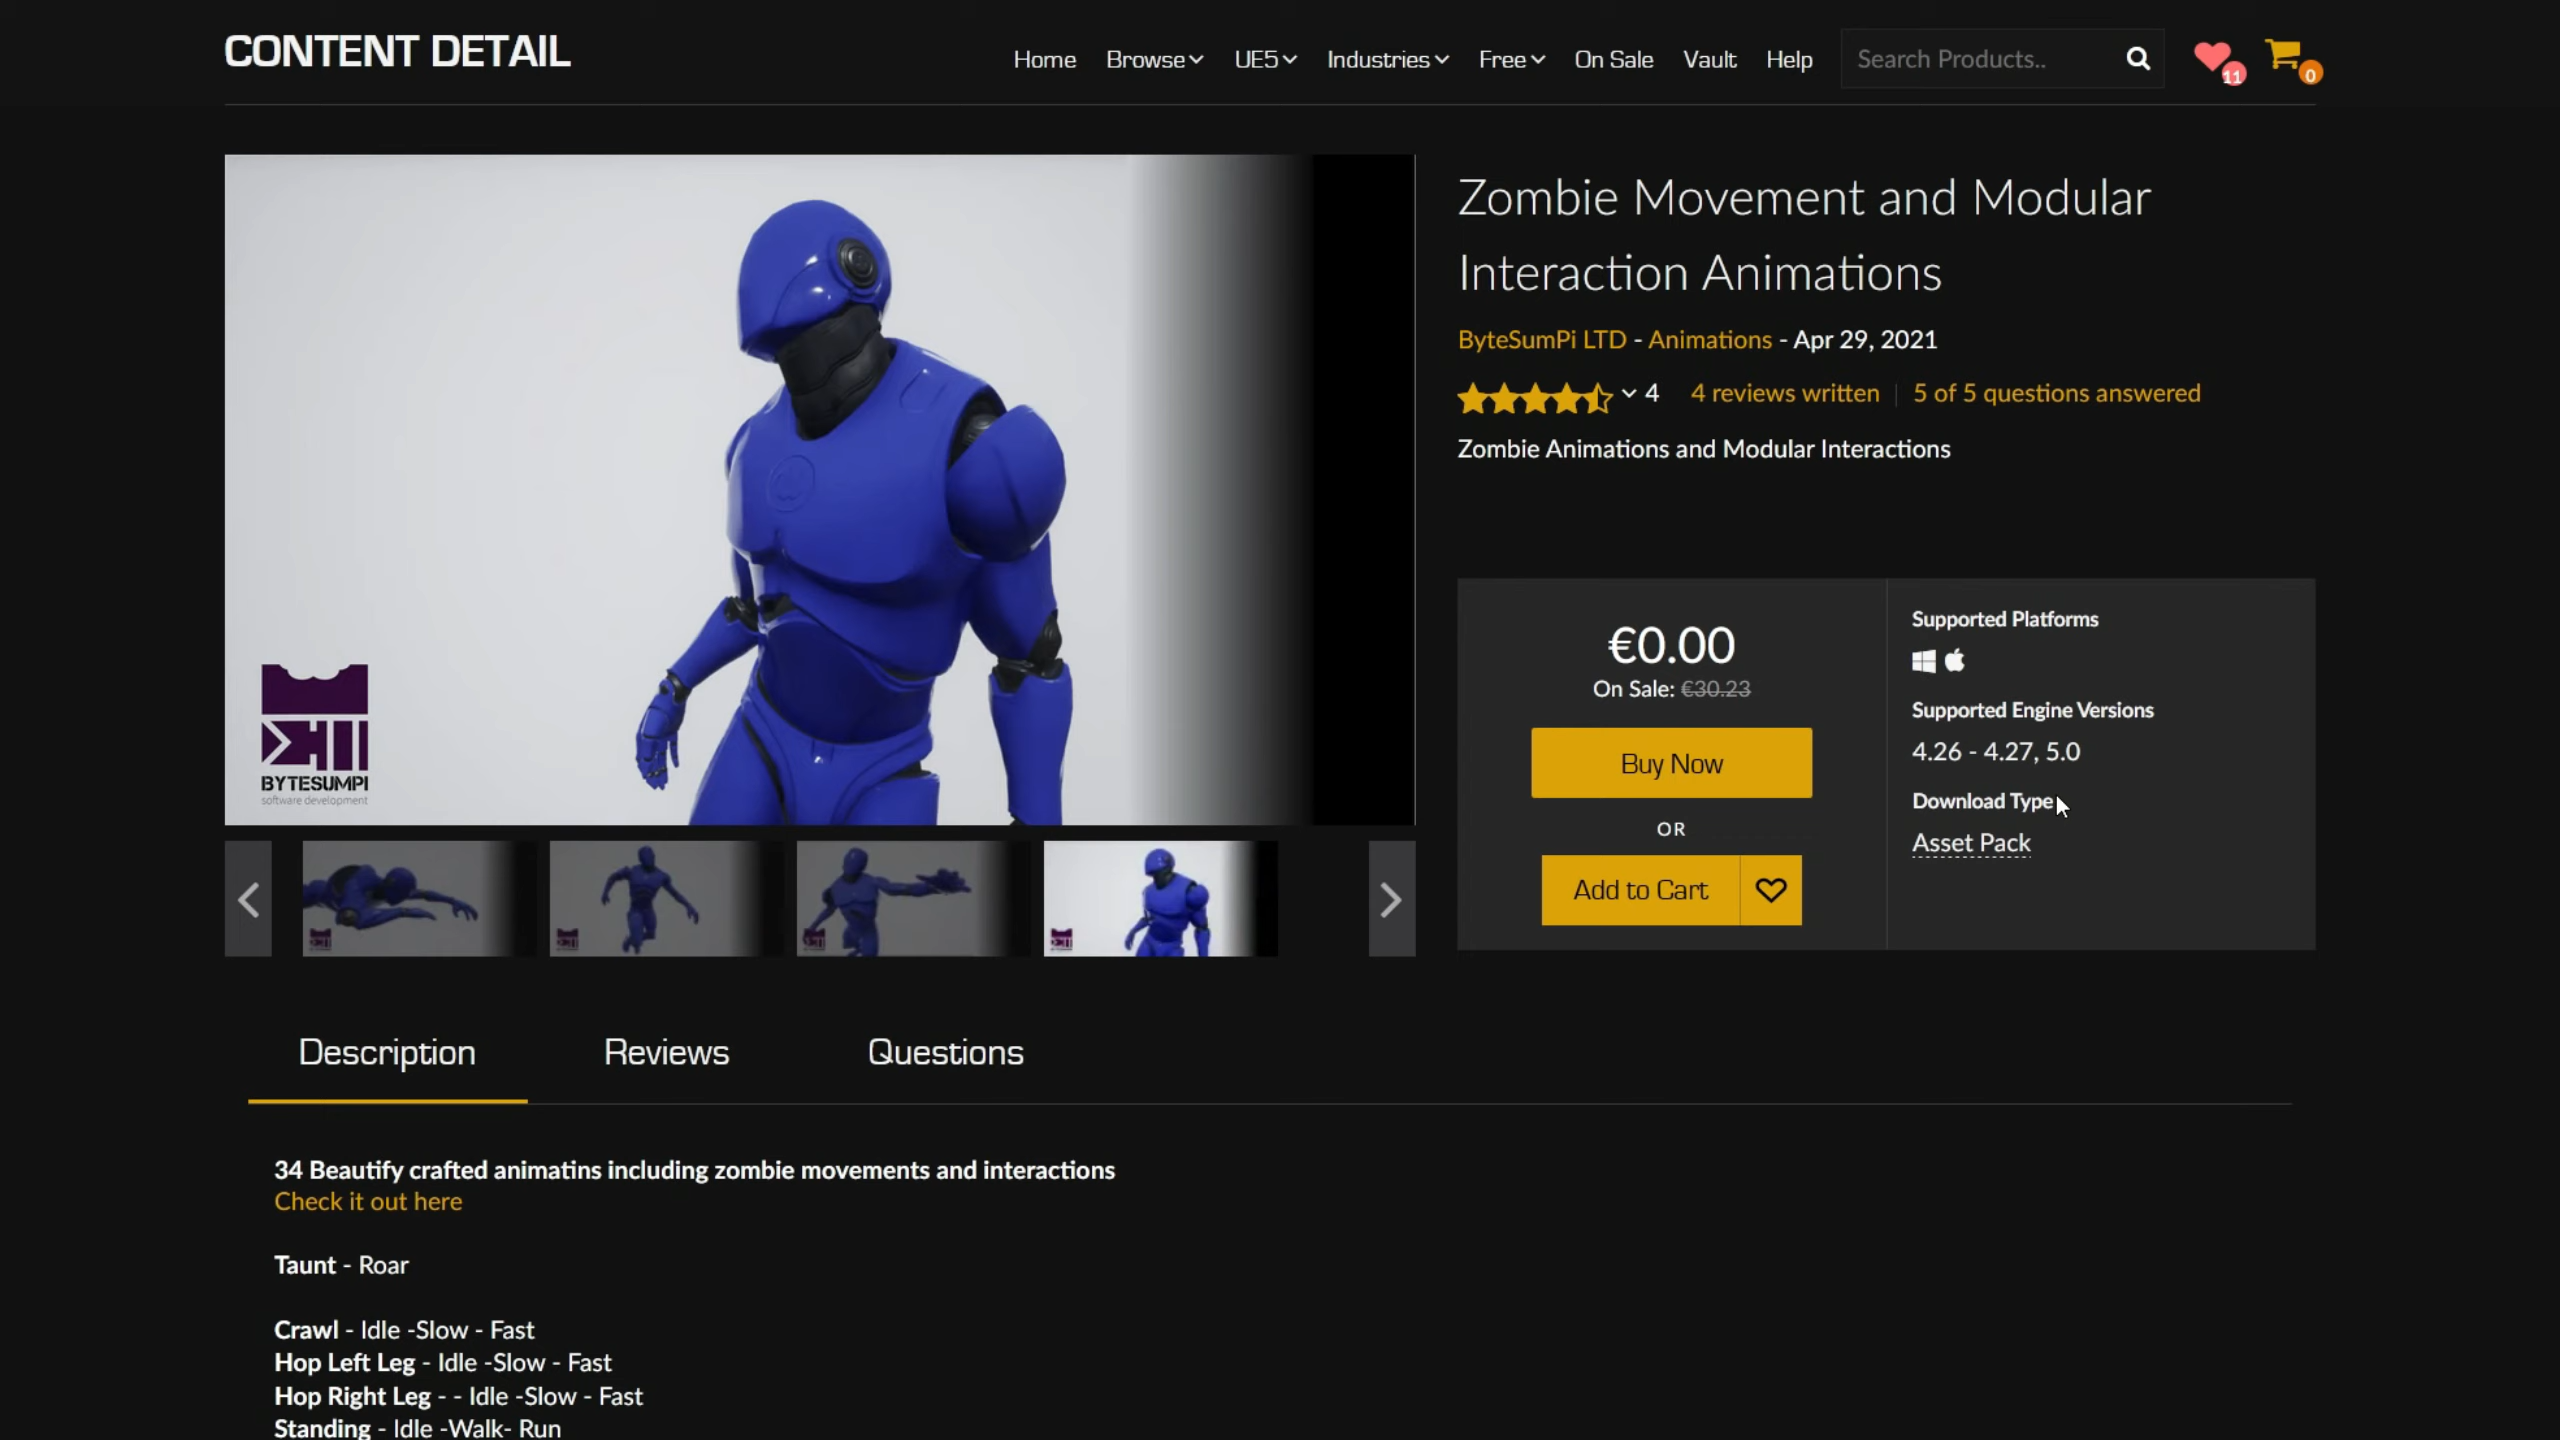 CONTENT DETAIL
Home Browse UE5 Industries Free On Sale Vault Help Search Products.. 11 0
Zombie Movement and Modular
Interaction Animations
ByteSumPi LTD - Animations - Apr 29, 2021
4 4 reviews written 5 of 5 questions answered
Zombie Animations and Modular Interactions
BYTESUMPI
software development
€0.00
On Sale: €30.23
Buy Now
OR
Add to Cart
Supported Platforms
Supported Engine Versions
4.26 - 4.27, 5.0
Download Type
Asset Pack
Description Reviews Questions
34 Beautify crafted animatins including zombie movements and interactions
Check it out here
Taunt - Roar
Crawl - Idle -Slow - Fast
Hop Left Leg - Idle -Slow - Fast
Hop Right Leg - - Idle -Slow - Fast
Standing - Idle -Walk- Run